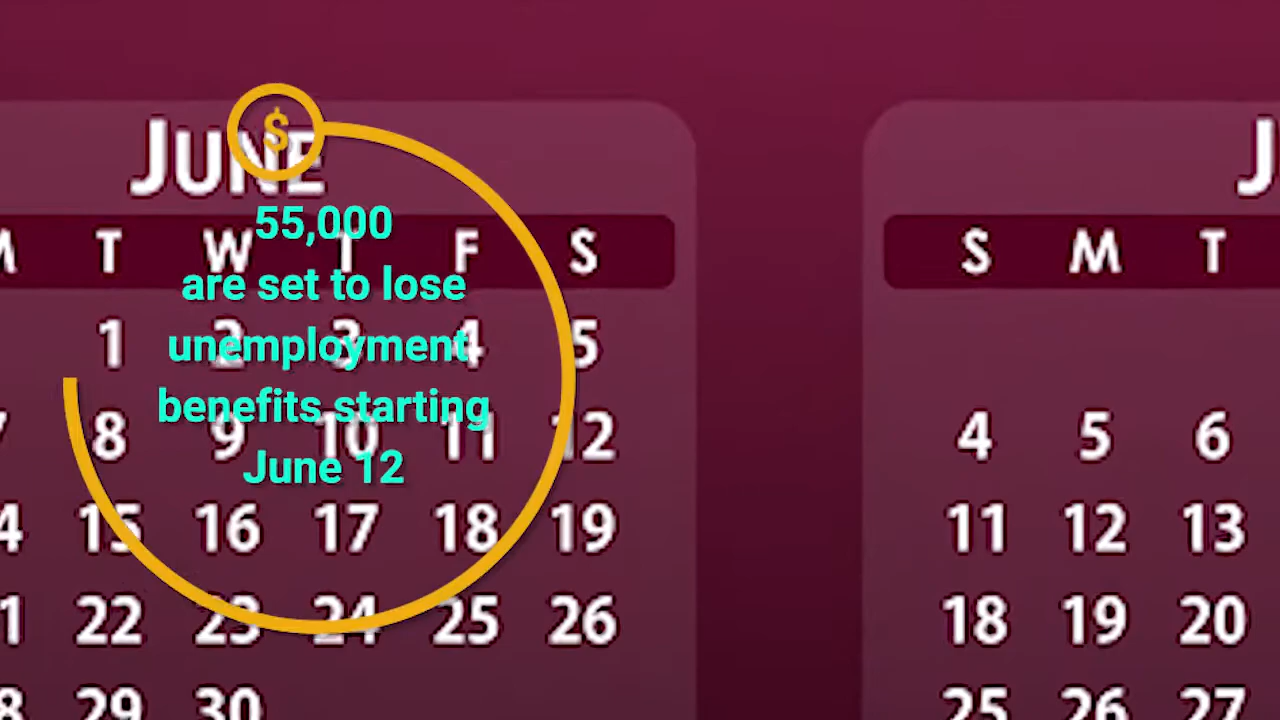 $
JUNE
55,000
are set to lose
unemployment
benefits starting
June 12
T W T F S
1 2 3 4 5
8 9 10 11 12
15 16 17 18 19
22 23 24 25 26
29 30
J
S M T
4 5 6
11 12 13
18 19 20
25 26 27